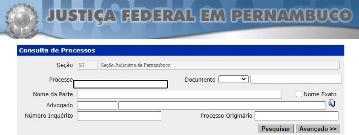 JUSTIÇA FEDERAL EM PERNAMBUCO
Consulta de Processos
Seção Seção Judiciária de Pernambuco
Processo Documento
Nome da Parte Nome Exato
Advogado
Número Inquérito Processo Originário
Pesquisar Avançado >>